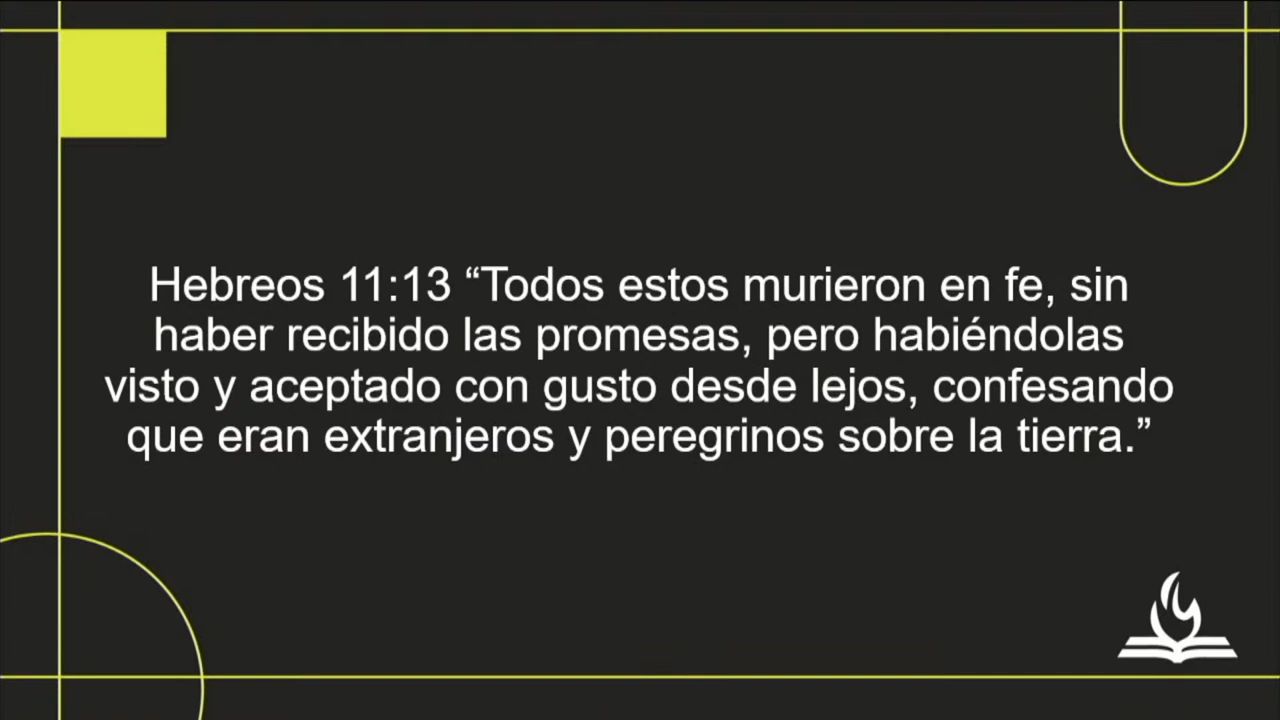 Hebreos 11:13 “Todos estos murieron en fe, sin
haber recibido las promesas, pero habiéndolas
visto y aceptado con gusto desde lejos, confesando
que eran extranjeros y peregrinos sobre la tierra.”